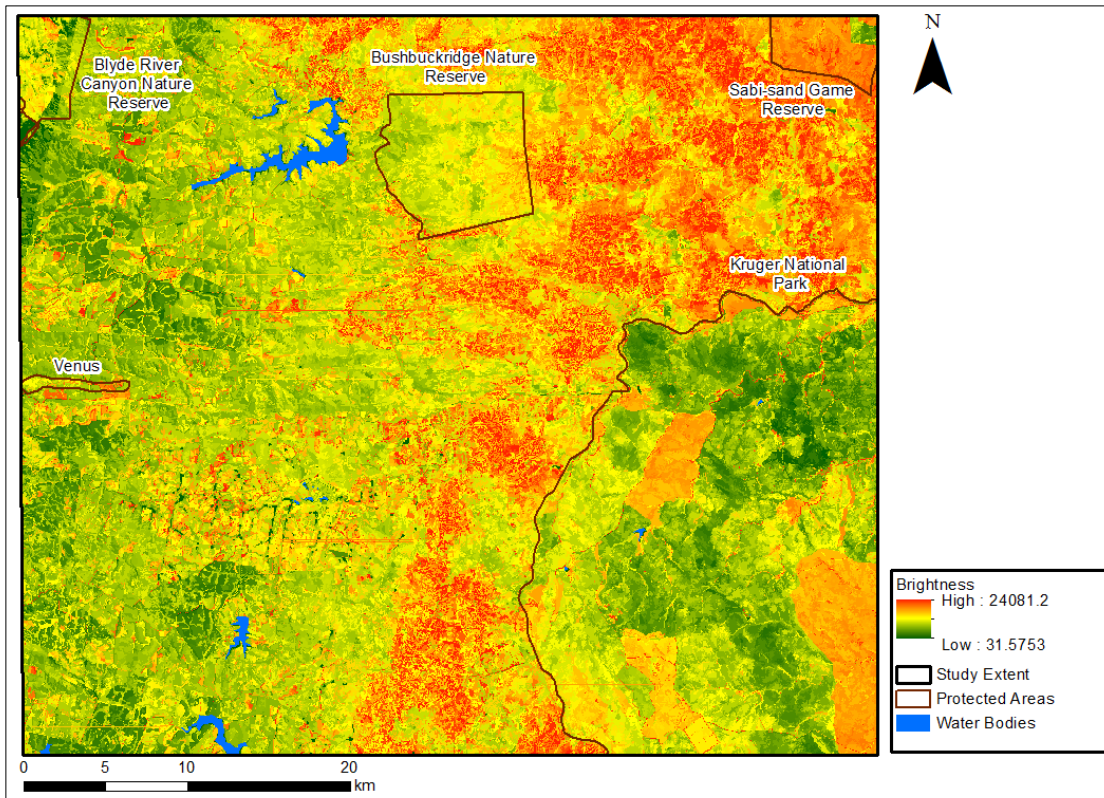 N
Blyde River
Canyon Nature
Reserve
Bushbuckridge Nature
Reserve
Sabi-sand Game
Reserve
Kruger National
Park
Venus
Brightness
High : 24081.2
Low : 31.5753
Study Extent
Protected Areas
Water Bodies
0 5 10 20
km